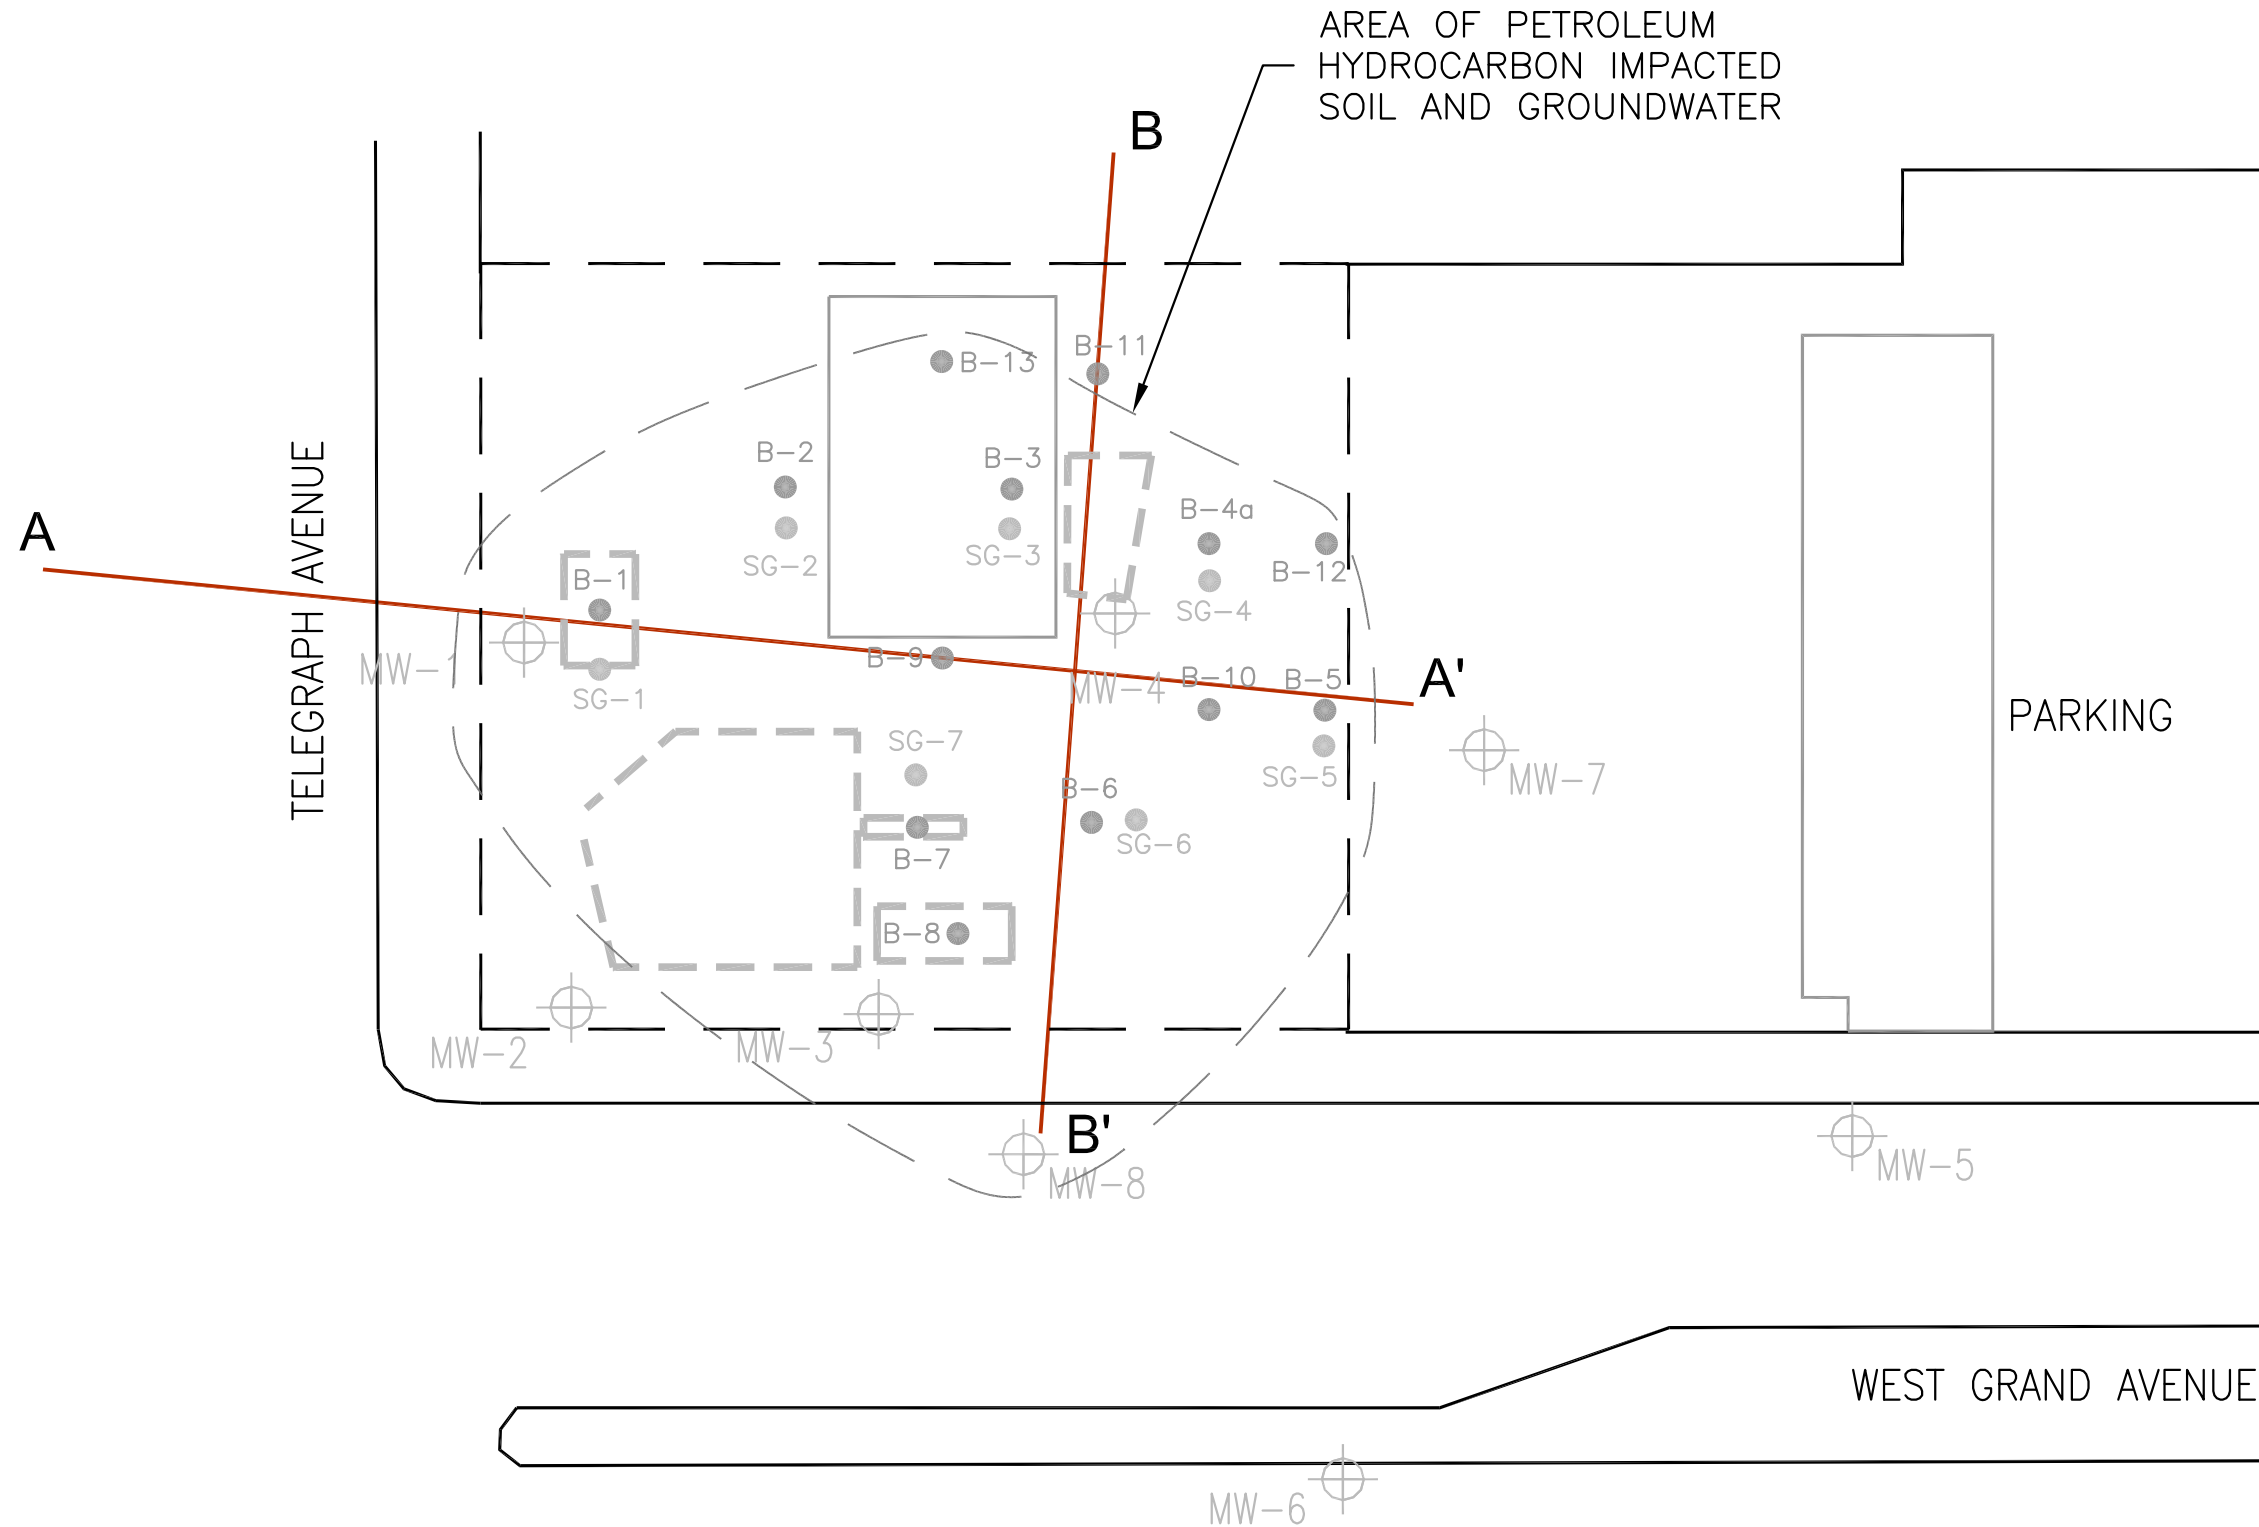 AREA OF PETROLEUM
HYDROCARBON IMPACTED
SOIL AND GROUNDWATER
B
B-11
B-13
B-2
B-3
B-4a
A
TELEGRAPH AVENUE
SG-2
SG-3
B-12
B-1
SG-4
MW-1
B-9
B-10
B-5
A'
MW-4
SG-1
PARKING
SG-7
SG-5
MW-7
B-6
SG-6
B-7
B-8
MW-2
MW-3
B'
MW-8
MW-5
WEST GRAND AVENUE
MW-6